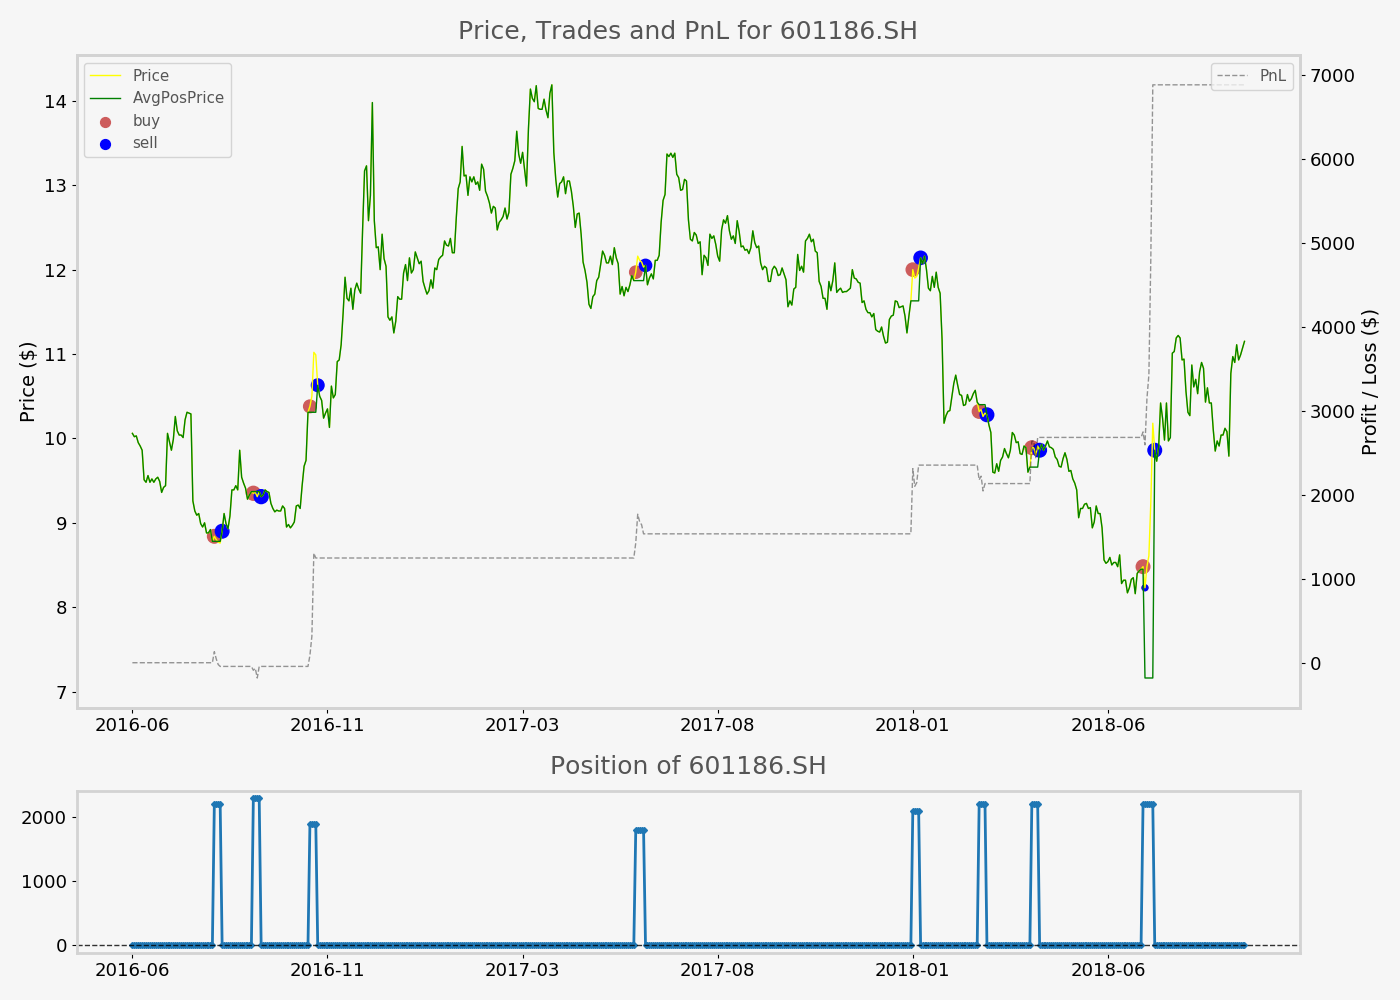 Price, Trades and PnL for 601186.SH
Price
AvgPosPrice
buy
sell
PnL
Price ($)
14
13
12
11
10
9
8
7
7000
6000
5000
4000
3000
2000
1000
0
Profit / Loss ($)
2016-06 2016-11 2017-03 2017-08 2018-01 2018-06
Position of 601186.SH
2000
1000
0
2016-06 2016-11 2017-03 2017-08 2018-01 2018-06